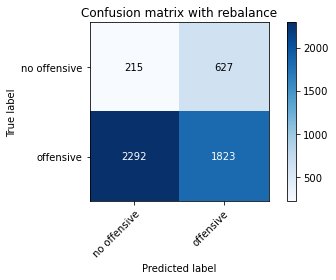 Confusion matrix with rebalance
True label
no offensive
215
627
offensive
2292
1823
no offensive
offensive
Predicted label
2000
1500
1000
500